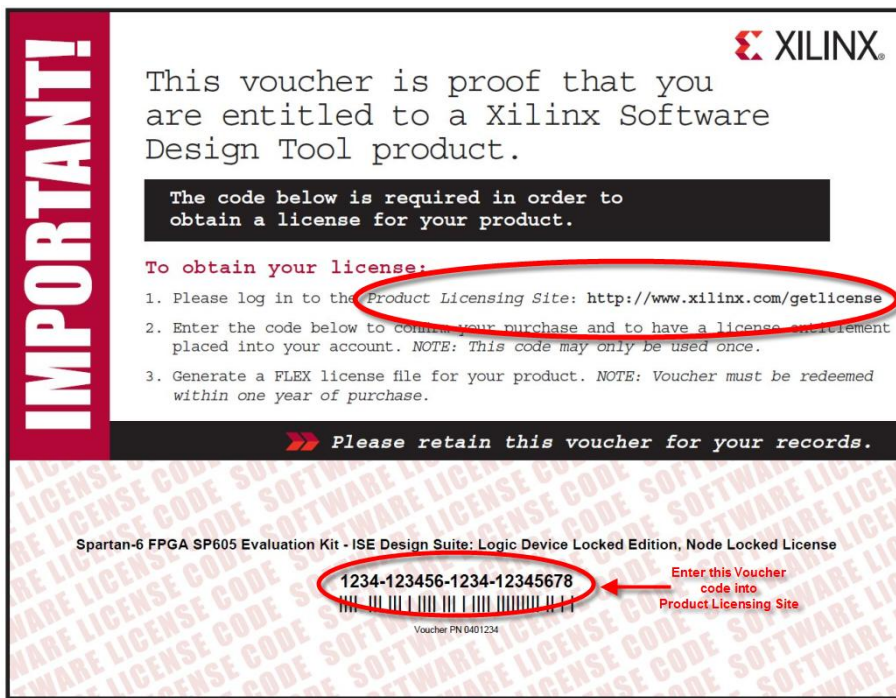 IMPORTANT!
XILINX®
This voucher is proof that you
are entitled to a Xilinx Software
Design Tool product.
The code below is required in order to
obtain a license for your product.
To obtain your license:
1. Please log in to the Product Licensing Site: http://www.xilinx.com/getlicense
2. Enter the code below to confirm your purchase and to have a license entitlement
placed into your account. NOTE: This code may only be used once.
3. Generate a FLEX license file for your product. NOTE: Voucher must be redeemed
within one year of purchase.
Please retain this voucher for your records.
Spartan-6 FPGA SP605 Evaluation Kit - ISE Design Suite: Logic Device Locked Edition, Node Locked License
1234-123456-1234-12345678
Enter this Voucher
code into
Product Licensing Site
Voucher PN 0401234
SOFTWARE LICENSE CODE